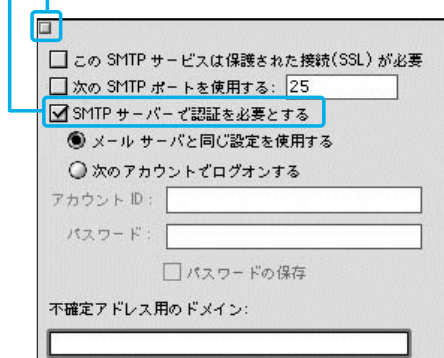 この SMTP サービスは保護された接続(SSL) が必要
次の SMTP ポートを使用する: 25
SMTP サーバーで認証を必要とする
メール サーバと同じ設定を使用する
次のアカウントでログオンする
アカウント ID:
パスワード:
パスワードの保存
不確定アドレス用のドメイン: